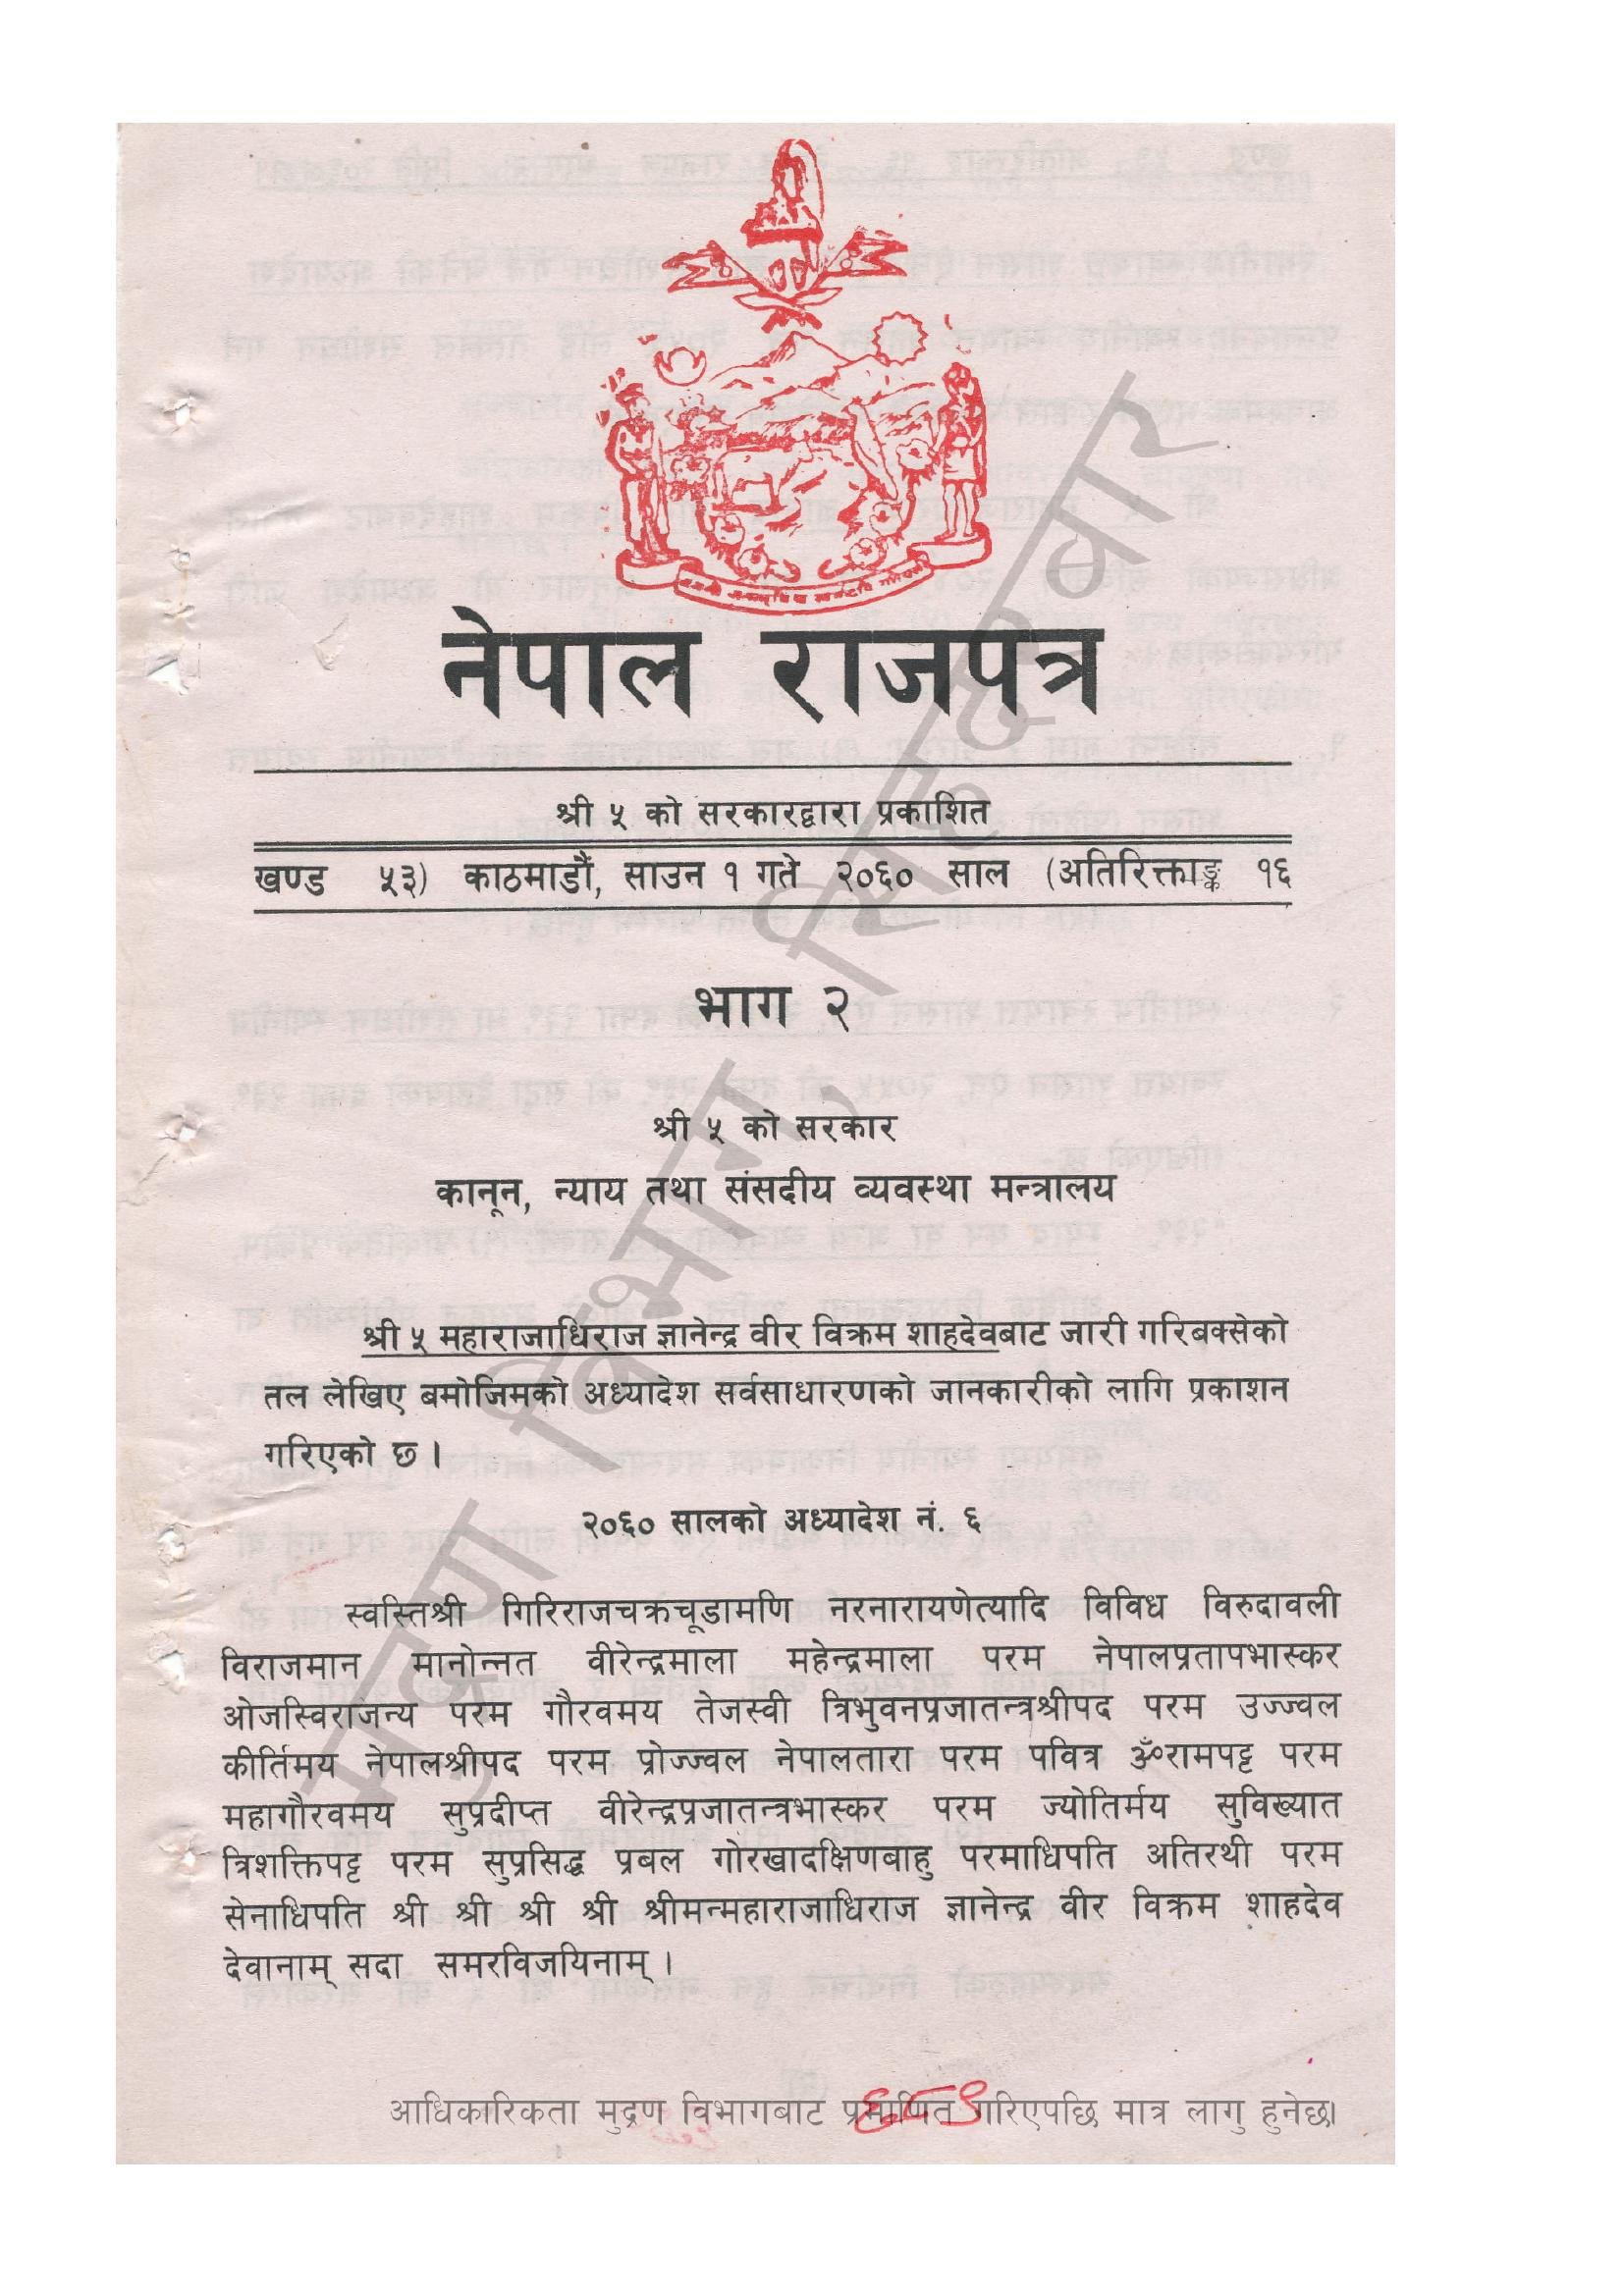 नेपाल राजपत्र
श्री ५ को सरकारद्वारा प्रकाशित
खण्ड ५३) काठमाडौं, साउन १ गते २०६० साल (अतिरिक्ताङ्क १६
भाग २
श्री ५ को सरकार
कानून, न्याय तथा संसदीय व्यवस्था मन्त्रालय
श्री ५ महाराजाधिराज ज्ञानेन्द्र वीर विक्रम शाहदेवबाट जारी गरिबक्सेको
तल लेखिए बमोजिमको अध्यादेश सर्वसाधारणको जानकारीको लागि प्रकाशन
गरिएको छ ।
२०६० सालको अध्यादेश नं. ६
स्वस्तिश्री गिरिराजचक्रचूडामणि नरनारायणेत्यादि विविध विरुदावली
विराजमान मानोन्नत वीरेन्द्रमाला महेन्द्रमाला परम नेपालप्रतापभास्कर
ओजस्विराजन्य परम गौरवमय तेजस्वी त्रिभुवनप्रजातन्त्रश्रीपद परम उज्ज्वल
कीर्तिमय नेपालश्रीपद परम प्रोज्ज्वल नेपालतारा परम पवित्र ॐरामपट्ट परम
महागौरवमय सुप्रदीप्त वीरेन्द्रप्रजातन्त्रभास्कर परम ज्योतिर्मय सुविख्यात
त्रिशक्तिपट्ट परम सुप्रसिद्ध प्रबल गोरखादक्षिणबाहु परमाधिपति अतिरथी परम
सेनाधिपति श्री श्री श्री श्री श्रीमन्महाराजाधिराज ज्ञानेन्द्र वीर विक्रम शाहदेव
देवानाम् सदा समरविजयिनाम् ।
मुद्रण विभाग, सिंहदरबार
आधिकारिकता मुद्रण विभागबाट प्रमाणित गरिएपछि मात्र लागु हुनेछ।